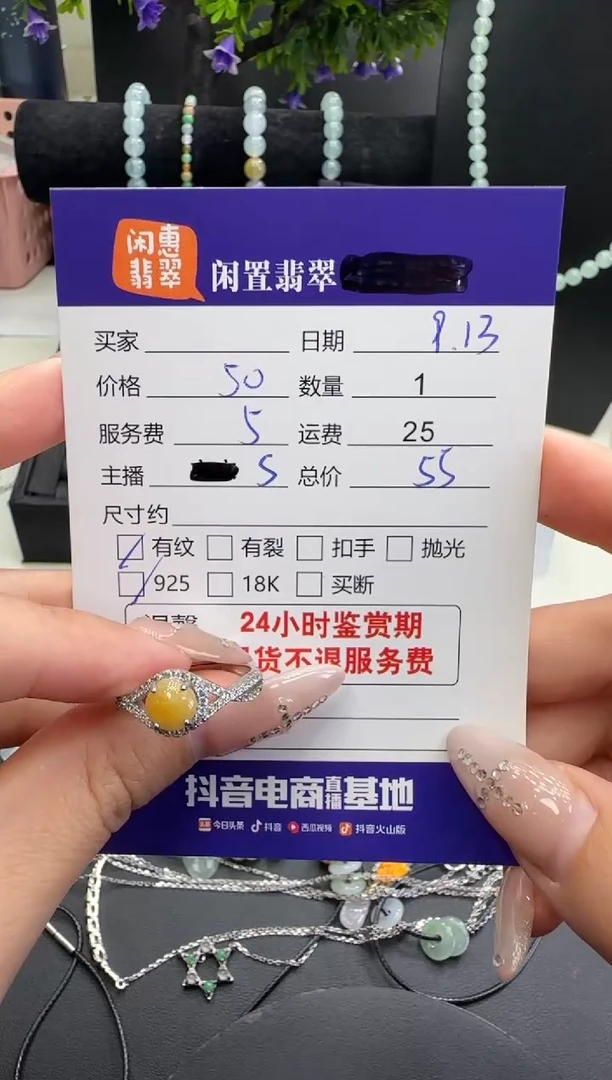 闲惠
翡翠
闲置翡翠
买家 日期 9.13
价格 50 数量 1
服务费 5 运费 25
主播 S 总价 55
尺寸约
有纹 有裂 扣手 抛光
925 18K 买断
24小时鉴赏期
货不退服务费
抖音电商直播基地
今日头条 抖音 西瓜视频 抖音火山版